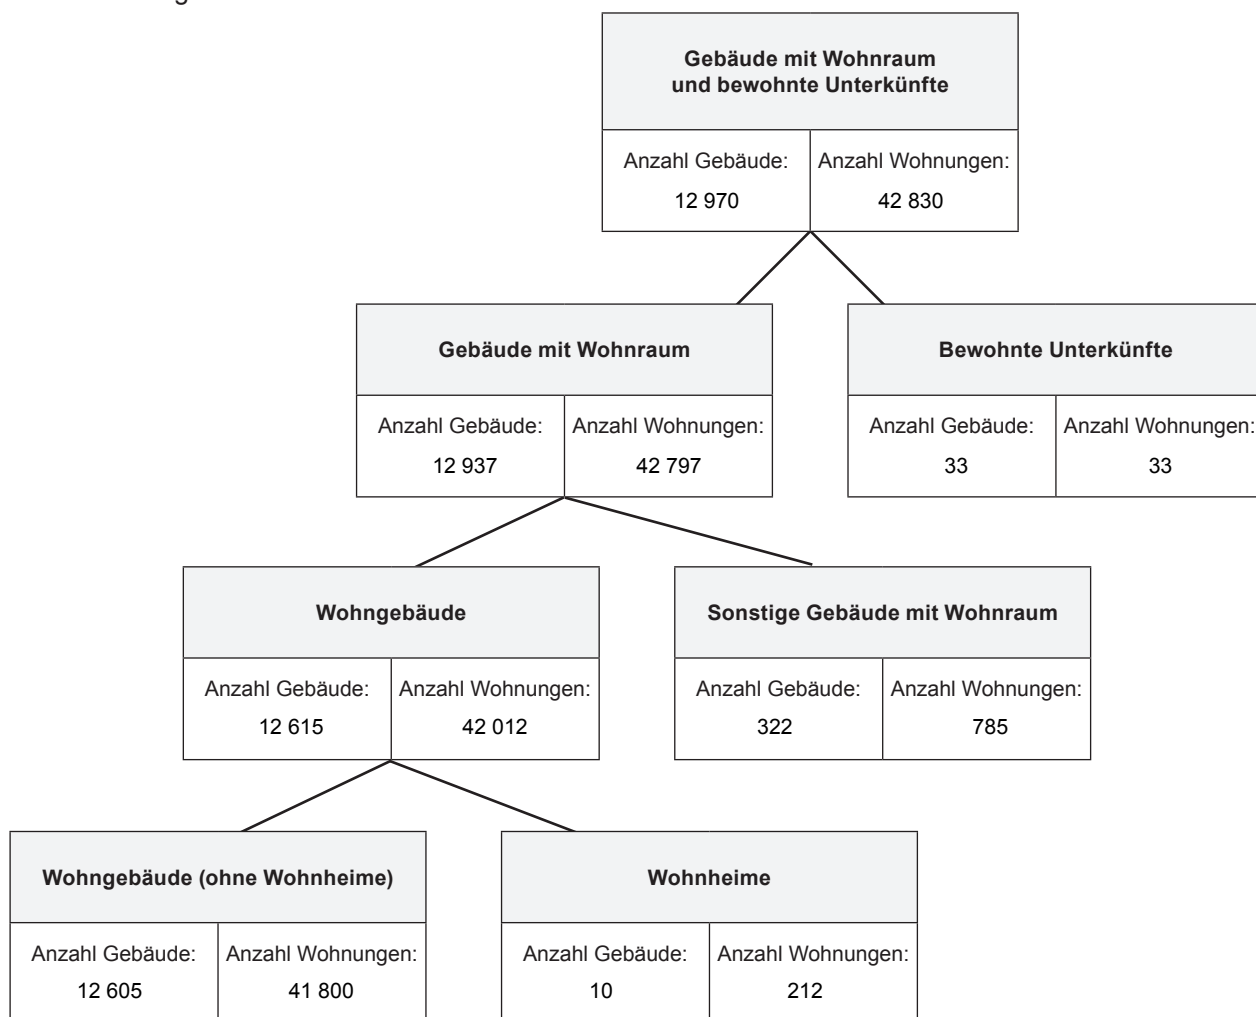 Gebäude mit Wohnraum
und bewohnte Unterkünfte
Anzahl Gebäude: Anzahl Wohnungen:
12 970 42 830
Gebäude mit Wohnraum
Anzahl Gebäude: Anzahl Wohnungen:
12 937 42 797
Bewohnte Unterkünfte
Anzahl Gebäude: Anzahl Wohnungen:
33 33
Wohngebäude
Anzahl Gebäude: Anzahl Wohnungen:
12 615 42 012
Sonstige Gebäude mit Wohnraum
Anzahl Gebäude: Anzahl Wohnungen:
322 785
Wohngebäude (ohne Wohnheime)
Anzahl Gebäude: Anzahl Wohnungen:
12 605 41 800
Wohnheime
Anzahl Gebäude: Anzahl Wohnungen:
10 212